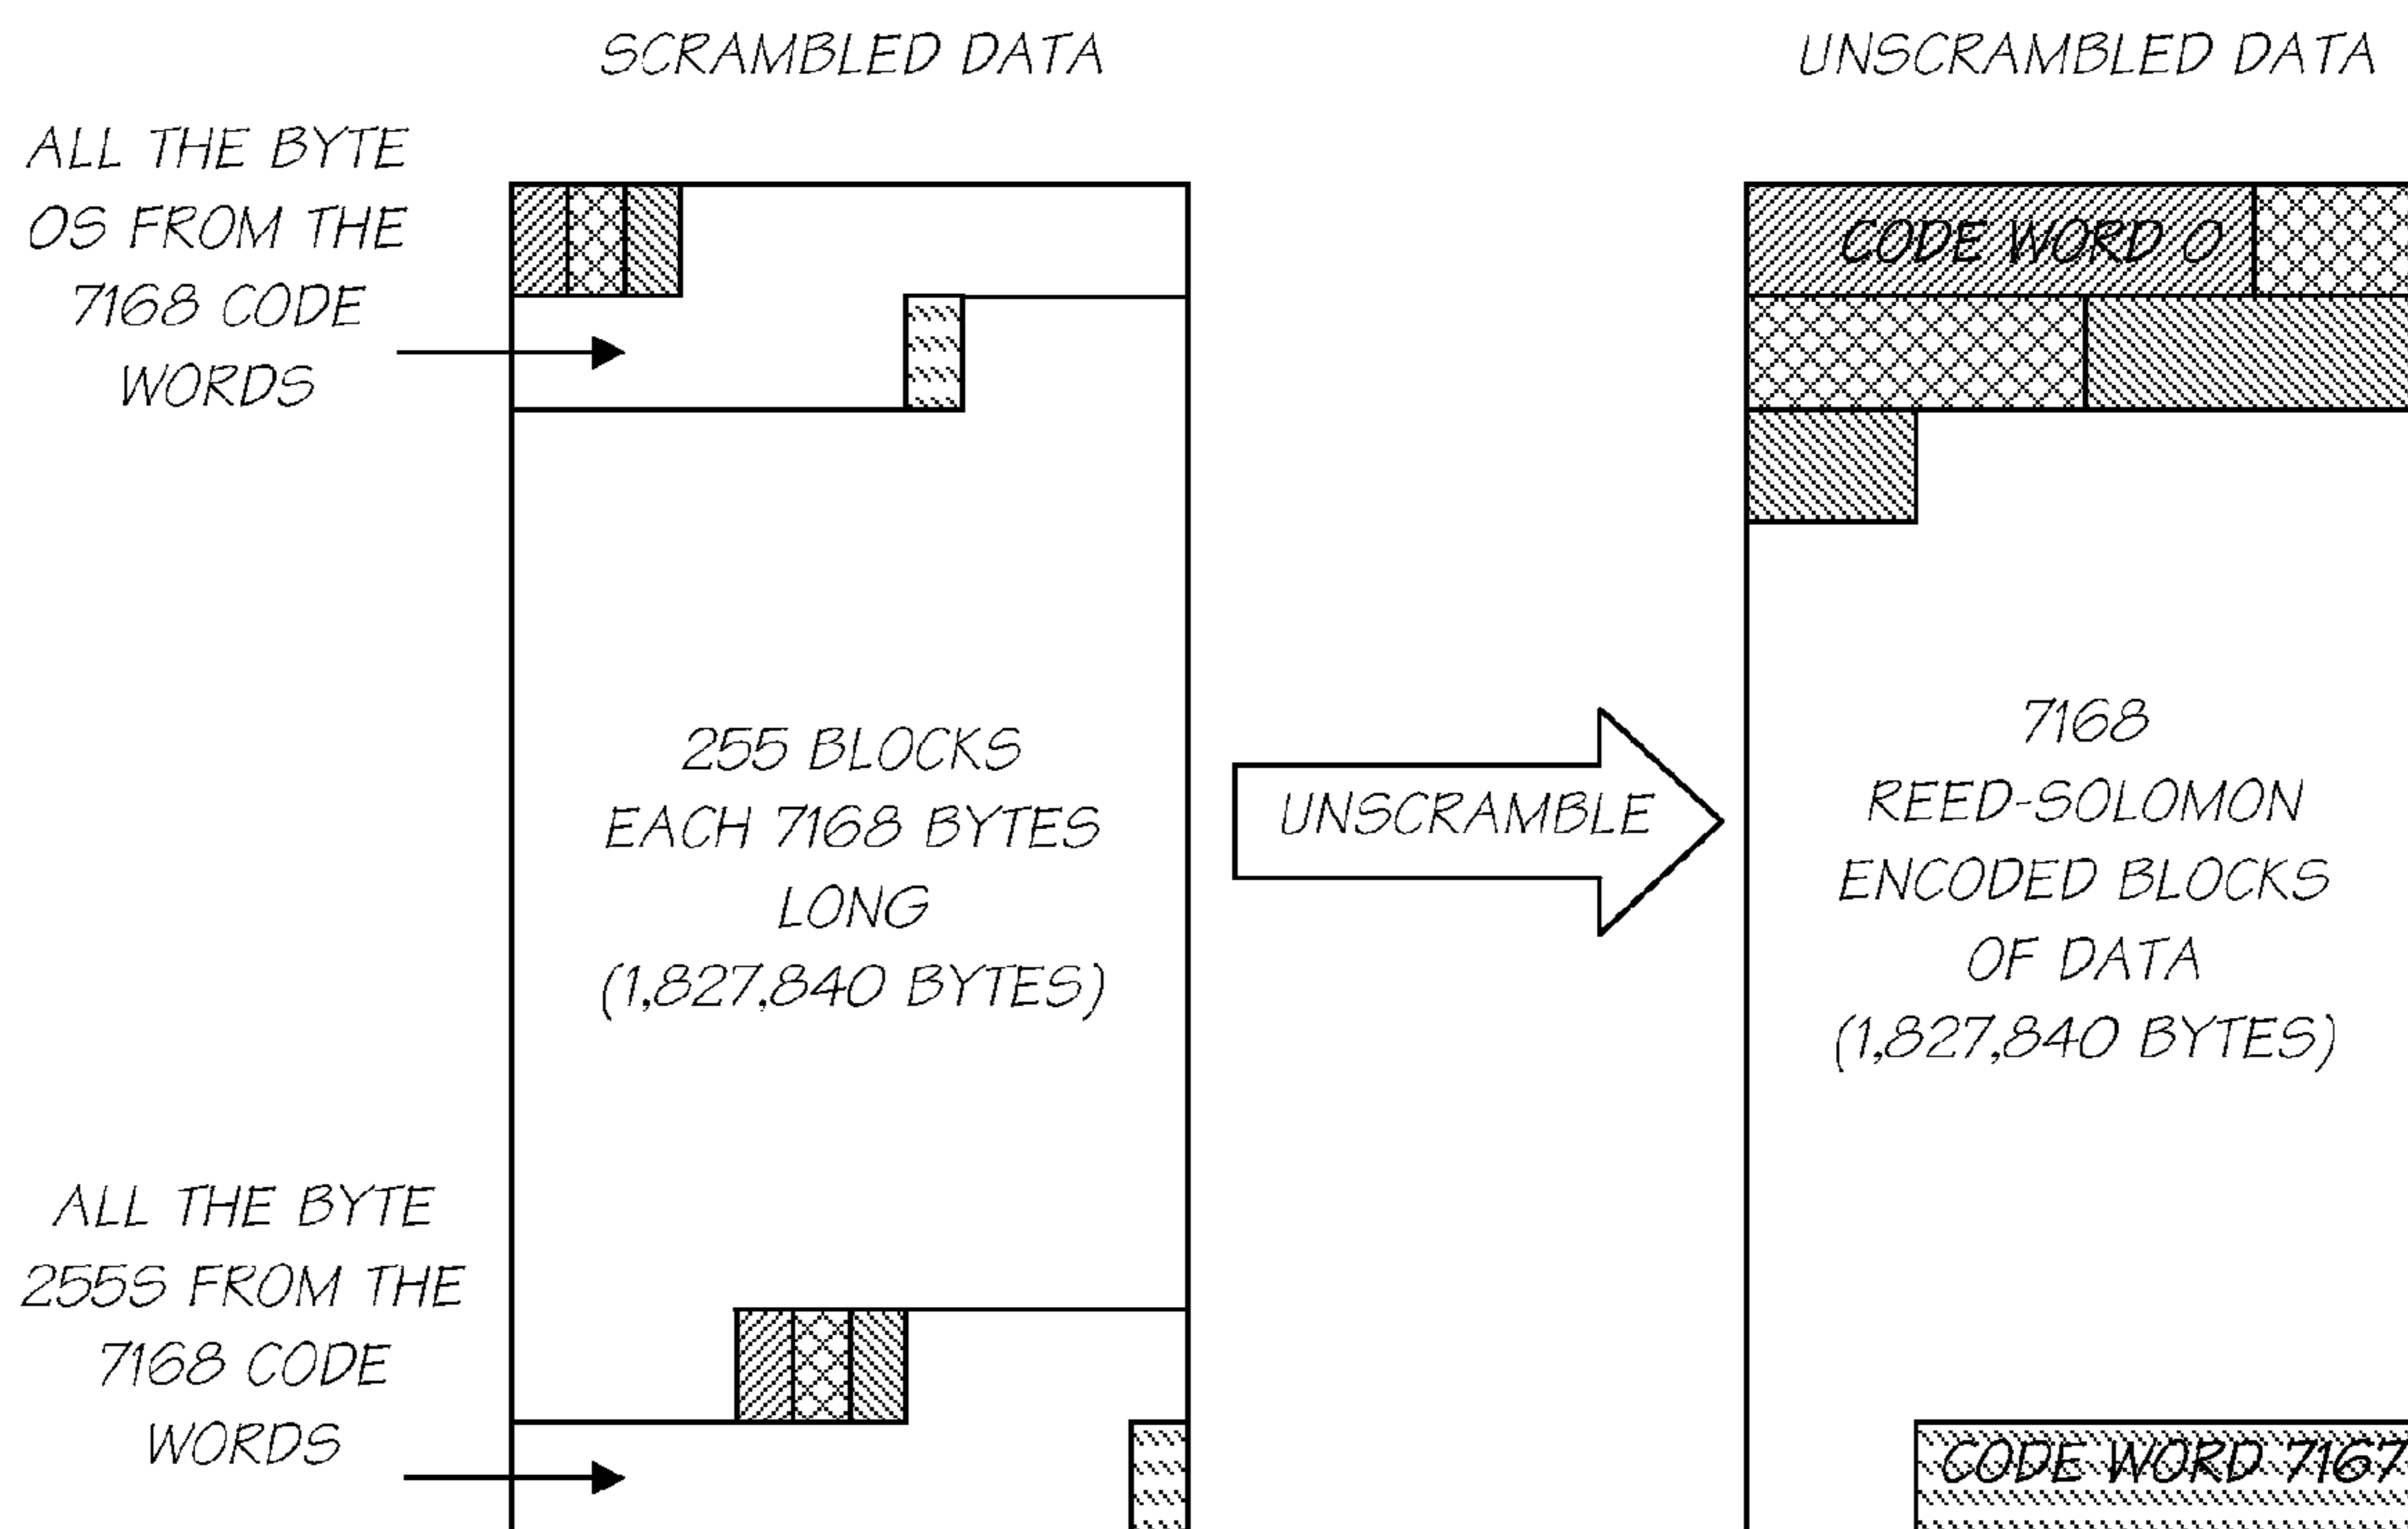 SCRAMBLED DATA
UNSCRAMBLED DATA
ALL THE BYTE
0S FROM THE
7168 CODE
WORDS
CODE WORD 0
255 BLOCKS
EACH 7168 BYTES
LONG
(1,827,840 BYTES)
UNSCRAMBLE
7168
REED-SOLOMON
ENCODED BLOCKS
OF DATA
(1,827,840 BYTES)
ALL THE BYTE
255S FROM THE
7168 CODE
WORDS
CODE WORD 7167